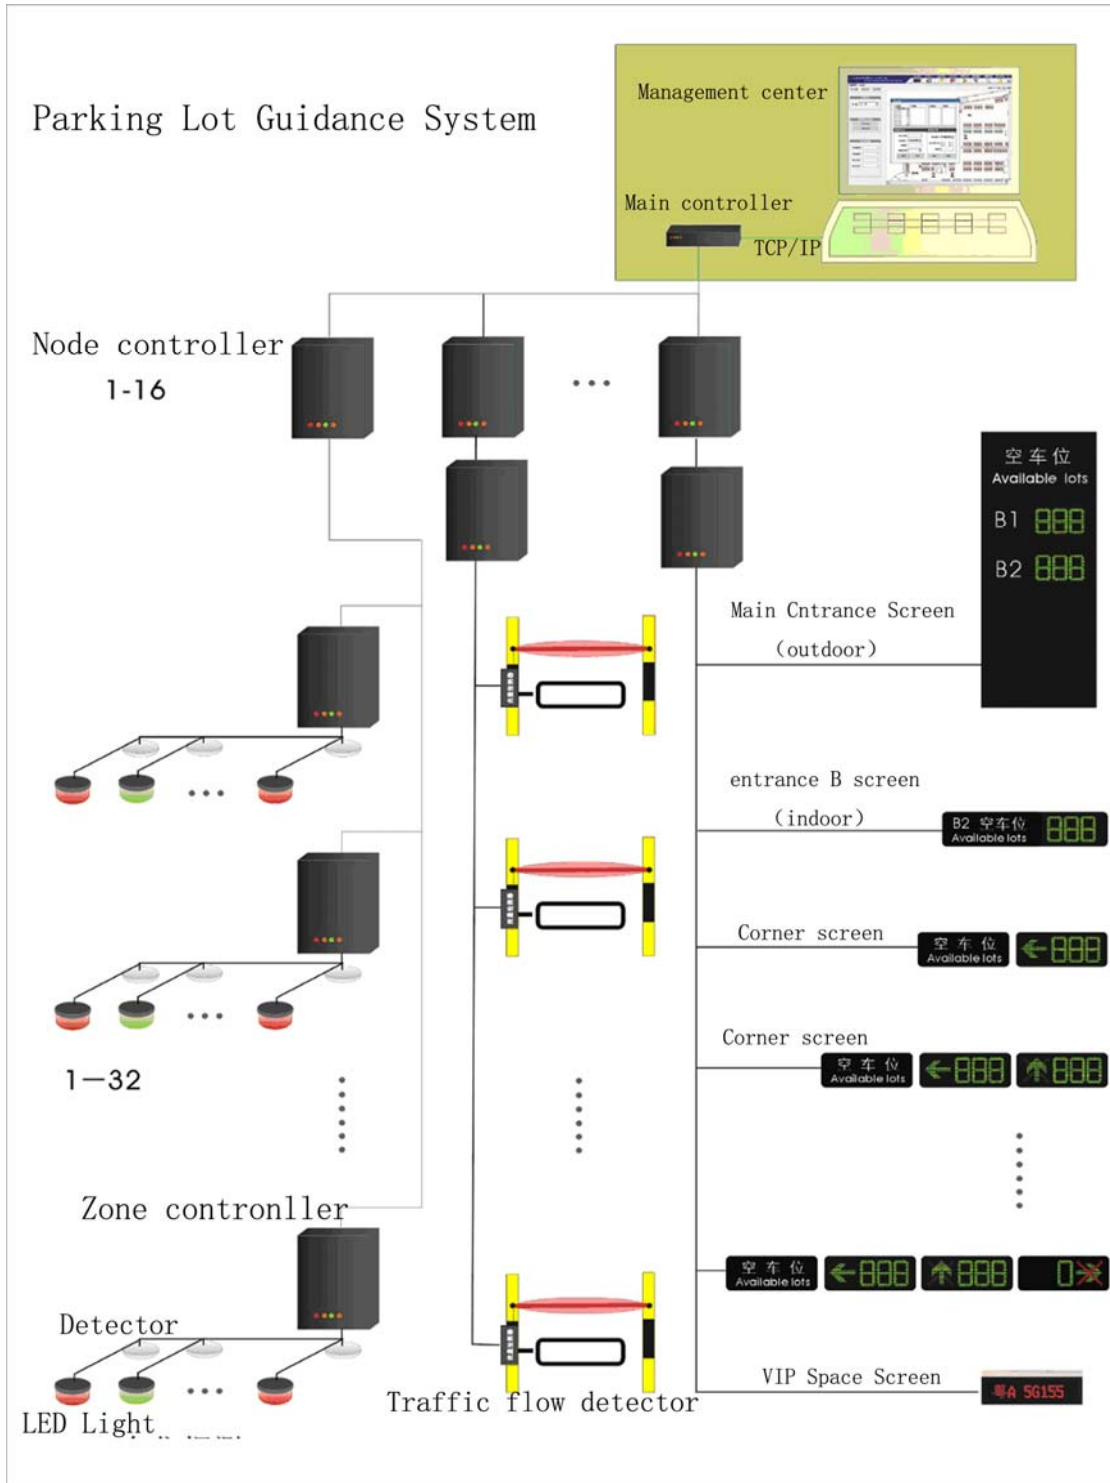 Parking Lot Guidance System
Management center
Main controller
TCP/IP
Node controller
1-16
空车位
Available lots
B1 888
B2 888
Main Cntrance Screen
（outdoor）
entrance B screen
（indoor）
B2 空车位 888
Available lots
Corner screen
空车位 888
Available lots
Corner screen
空车位 888 888
Available lots
1—32
Zone contronller
空车位 888 888 0
Available lots
Detector
VIP Space Screen
粤A 5G155
Traffic flow detector
LED Light